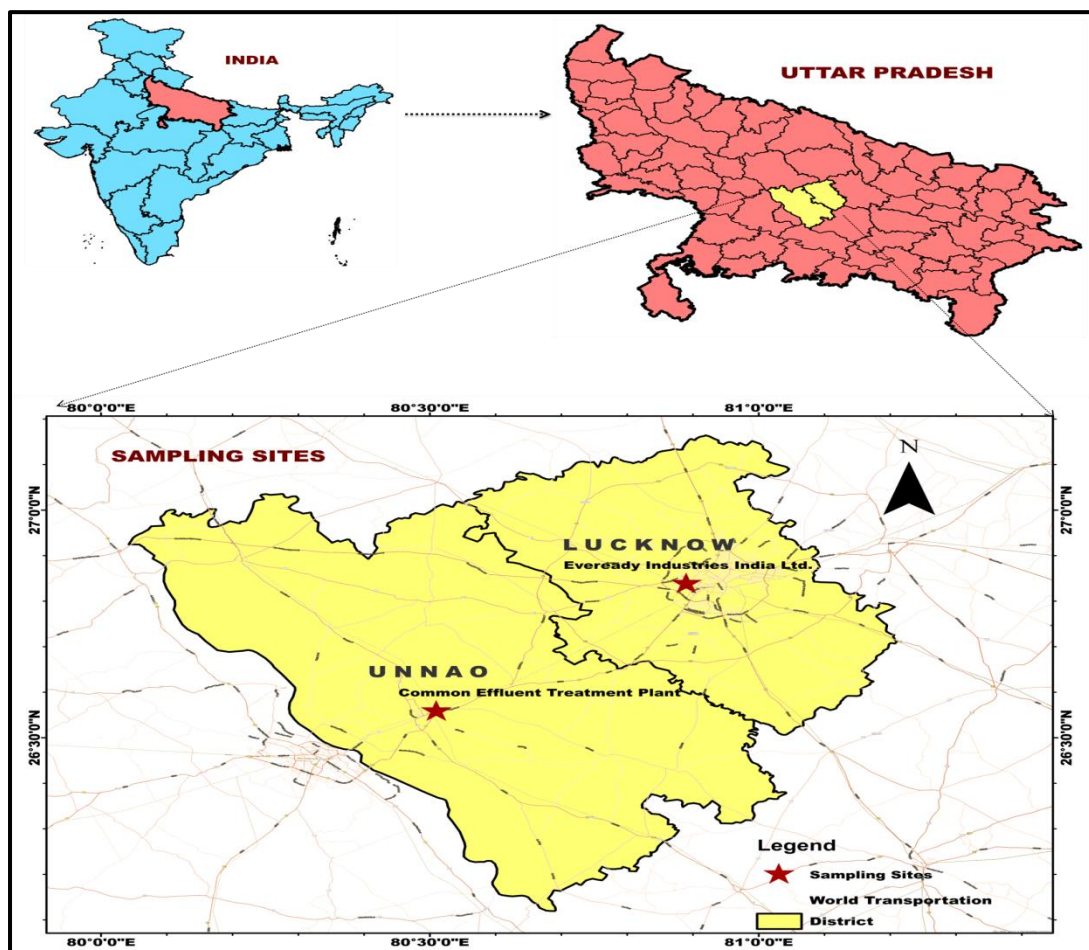 INDIA
UTTAR PRADESH
80°0'0"E
80°30'0"E
81°0'0"E
SAMPLING SITES
N
27°0'0"N
27°0'0"N
LUCKNOW
Eveready Industries India Ltd.
UNNAO
Common Effluent Treatment Plant
26°30'0"N
26°30'0"N
Legend
Sampling Sites
World Transportation
District
80°0'0"E
80°30'0"E
81°0'0"E